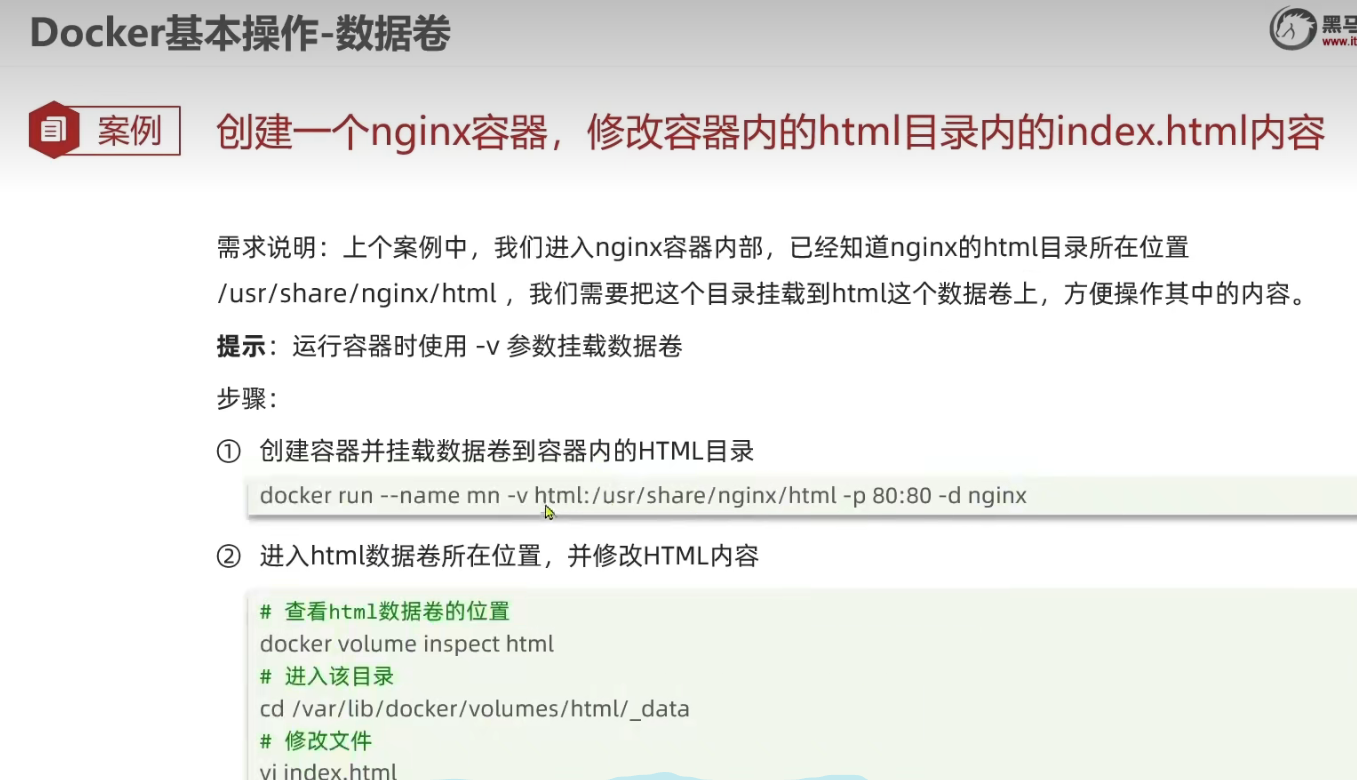 Docker基本操作-数据卷
黑马
www.it
案例
创建一个nginx容器，修改容器内的html目录内的index.html内容
需求说明：上个案例中，我们进入nginx容器内部，已经知道nginx的html目录所在位置
/usr/share/nginx/html ，我们需要把这个目录挂载到html这个数据卷上，方便操作其中的内容。
提示：运行容器时使用 -v 参数挂载数据卷
步骤：
① 创建容器并挂载数据卷到容器内的HTML目录
docker run --name mn -v html:/usr/share/nginx/html -p 80:80 -d nginx
② 进入html数据卷所在位置，并修改HTML内容
# 查看html数据卷的位置
docker volume inspect html
# 进入该目录
cd /var/lib/docker/volumes/html/_data
# 修改文件
vi index.html